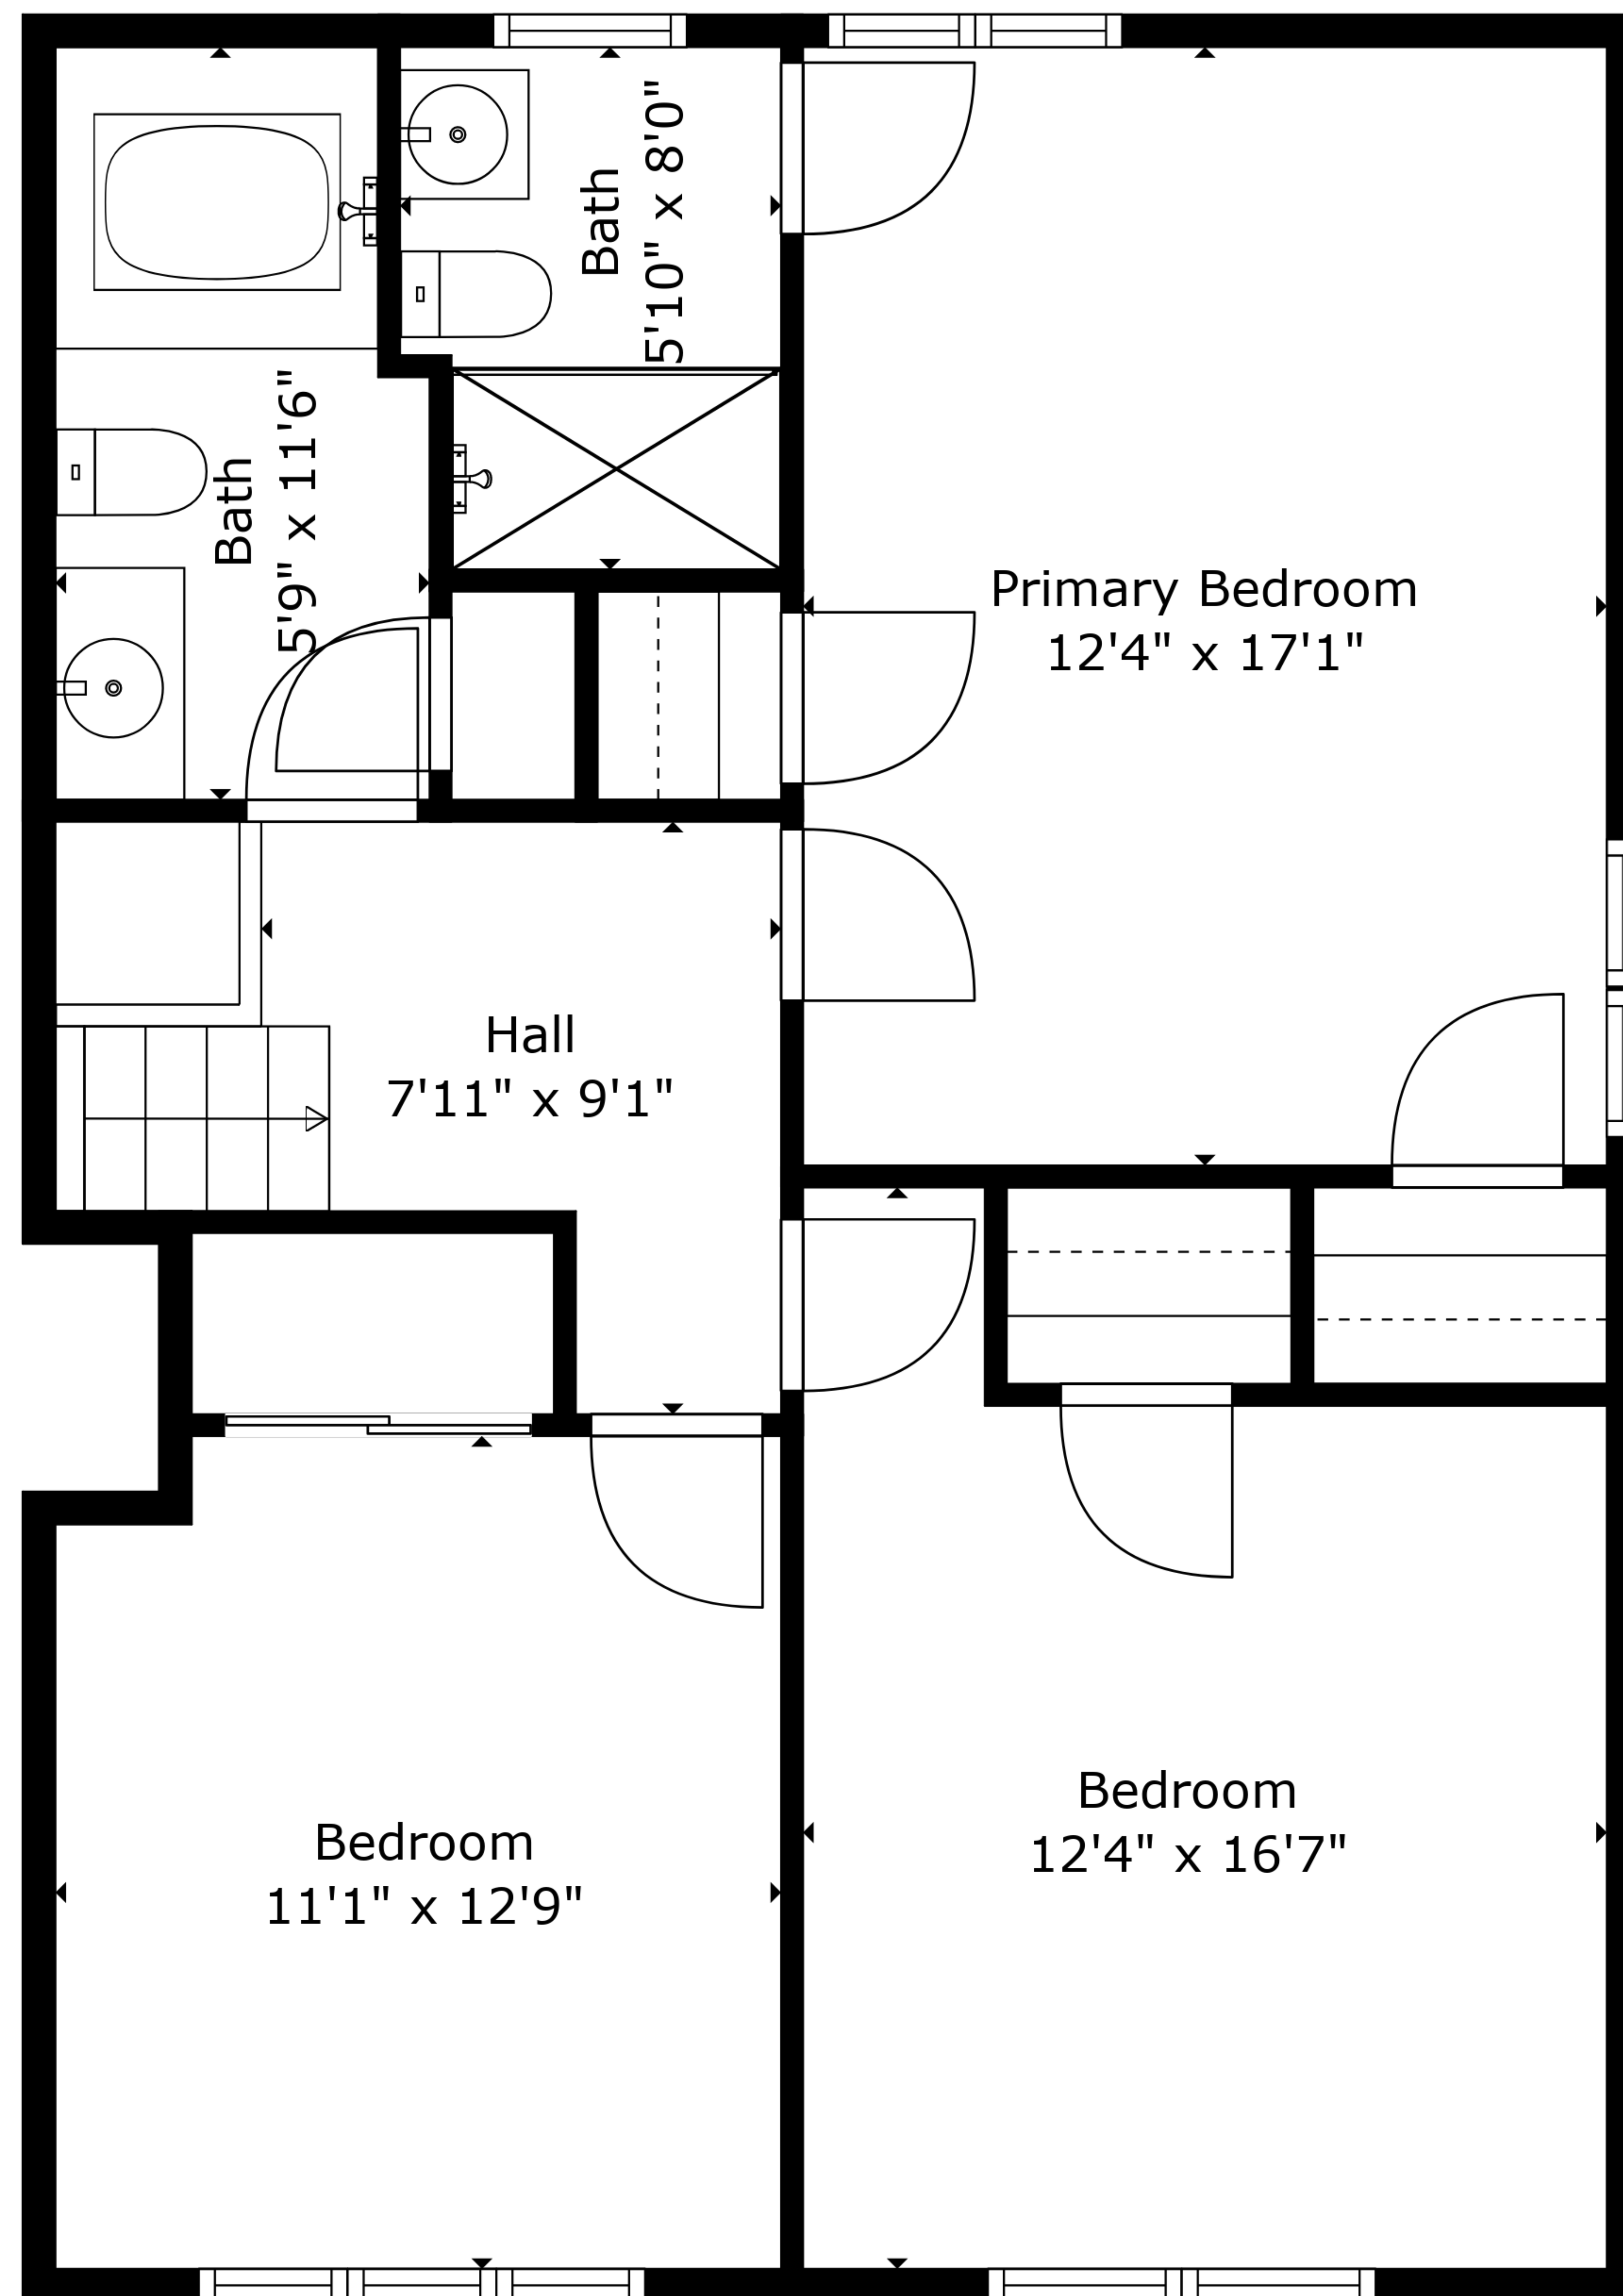 Bath
5'10" x 8'0"
Bath
5'9" x 11'6"
Primary Bedroom
12'4" x 17'1"
Hall
7'11" x 9'1"
Bedroom
12'4" x 16'7"
Bedroom
11'1" x 12'9"